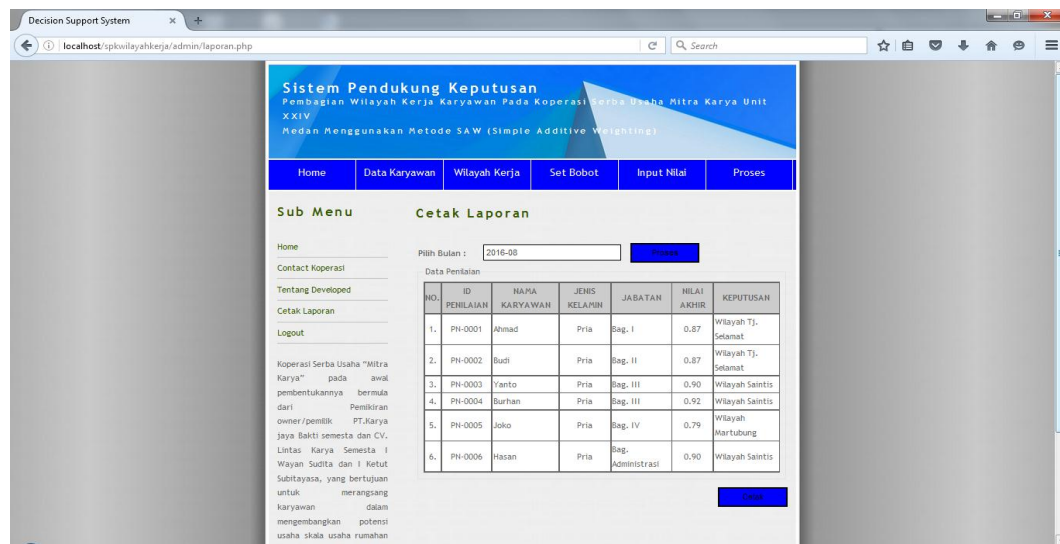 Decision Support System
localhost/spkwilayahkerja/admin/laporan.php
Search
Sistem Pendukung Keputusan
Pembagian Wilayah Kerja Karyawan Pada Koperasi Serba Usaha Mitra Karya Unit
XXIV
Medan Menggunakan Metode SAW (Simple Additive Weighting)
Home Data Karyawan Wilayah Kerja Set Bobot Input Nilai Proses
Sub Menu
Home
Contact Koperasi
Tentang Developed
Cetak Laporan
Logout
Koperasi Serba Usaha "Mitra
Karya" pada awal
pembentukannya bermula
dari Pemikiran
owner/pemilik PT.Karya
jaya Bakti semesta dan CV.
Lintas Karya Semesta I
Wayan Sudita dan I Ketut
Subitayasa, yang bertujuan
untuk merangsang
karyawan dalam
mengembangkan potensi
usaha skala usaha rumahan
Cetak Laporan
Pilih Bulan : 2016-08 Proses
Data Penilaian
NO. ID PENILAIAN NAMA KARYAWAN JENIS KELAMIN JABATAN NILAI AKHIR KEPUTUSAN
1. PN-0001 Ahmad Pria Bag. I 0.87 Wilayah Tj. Selamat
2. PN-0002 Budi Pria Bag. II 0.87 Wilayah Tj. Selamat
3. PN-0003 Yanto Pria Bag. III 0.90 Wilayah Saintis
4. PN-0004 Burhan Pria Bag. III 0.92 Wilayah Saintis
5. PN-0005 Joko Pria Bag. IV 0.79 Wilayah Martubung
6. PN-0006 Hasan Pria Bag. Administrasi 0.90 Wilayah Saintis
Cetak